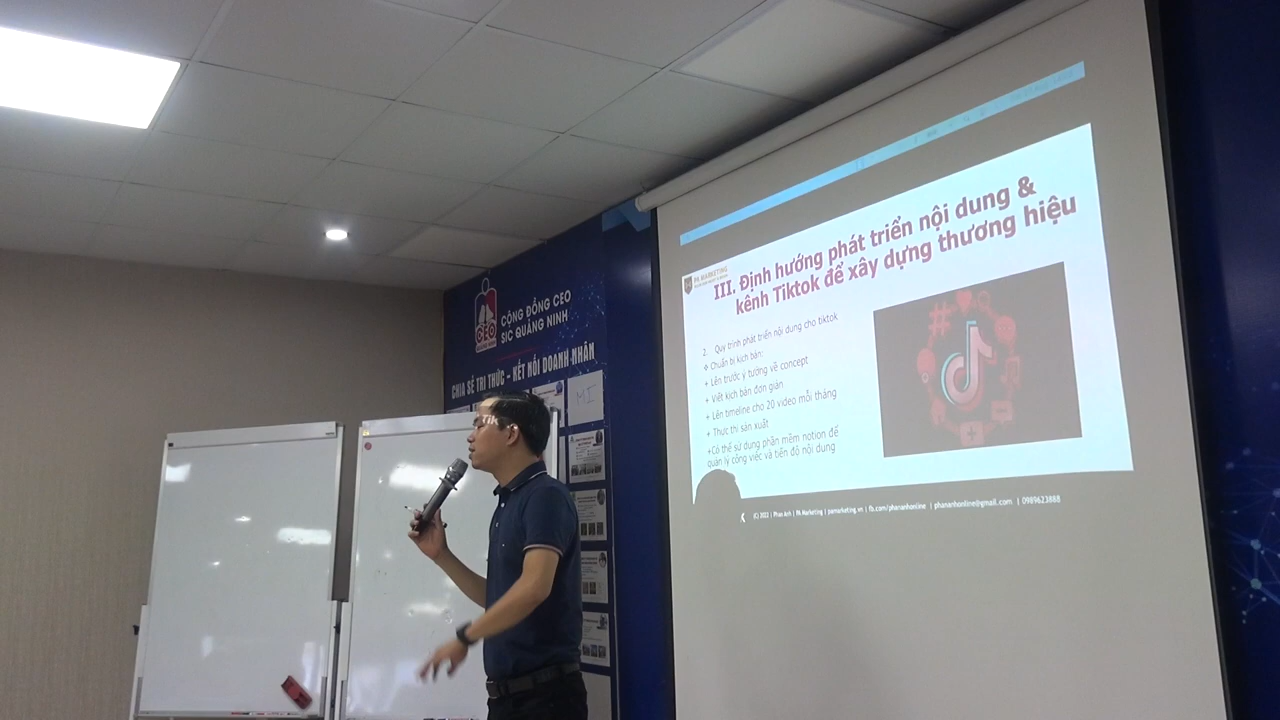 CỘNG ĐỒNG CEO
SIC QUẢNG NINH
CEO
CHIA SẺ TRI THỨC - KẾT NỐI DOANH NHÂN
MI
PA MARKETING
III. Định hướng phát triển nội dung &
kênh Tiktok để xây dựng thương hiệu
2. Quy trình phát triển nội dung cho tiktok
❖ Chuẩn bị kịch bản:
+ Lên trước ý tưởng về concept
+ Viết kịch bản đơn giản
+ Lên timeline cho 20 video mỗi tháng
+ Thực thi sản xuất
+Có thể sử dụng phần mềm notion để
quản lý công việc và tiến độ nội dung
(C) 2022 | Phan Anh | PA Marketing | pamarketing.vn | fb.com/phananhonline | phananhonline@gmail.com | 0989623888